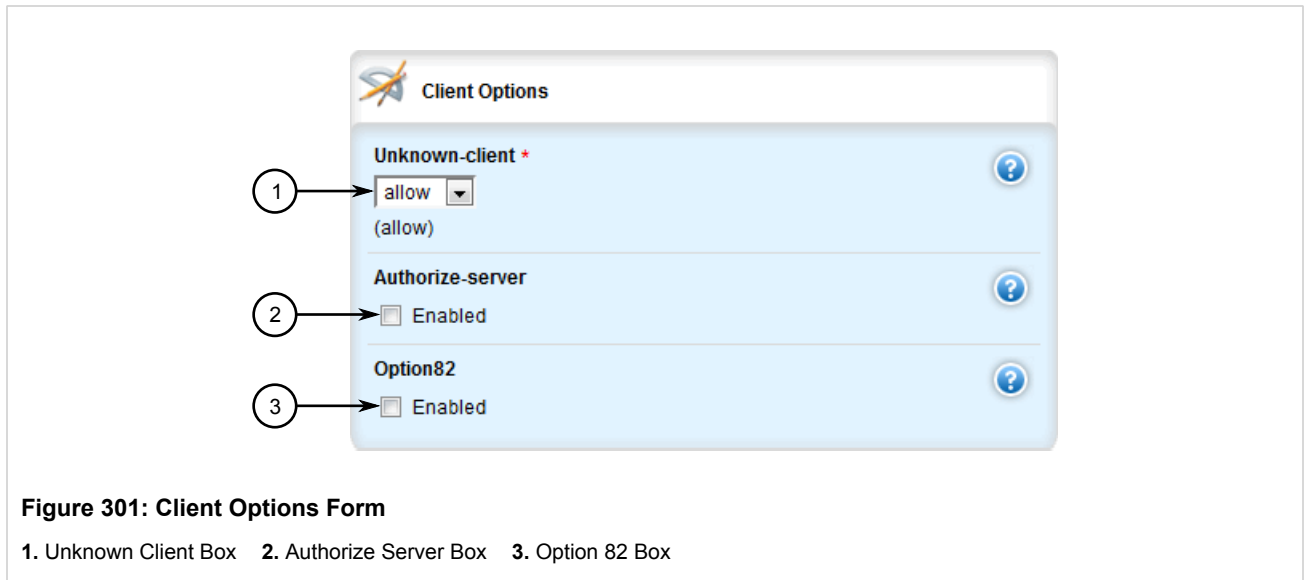 Client Options
Unknown-client *
1
allow
(allow)
Authorize-server
2
Enabled
Option82
3
Enabled
Figure 301: Client Options Form
1. Unknown Client Box 2. Authorize Server Box 3. Option 82 Box